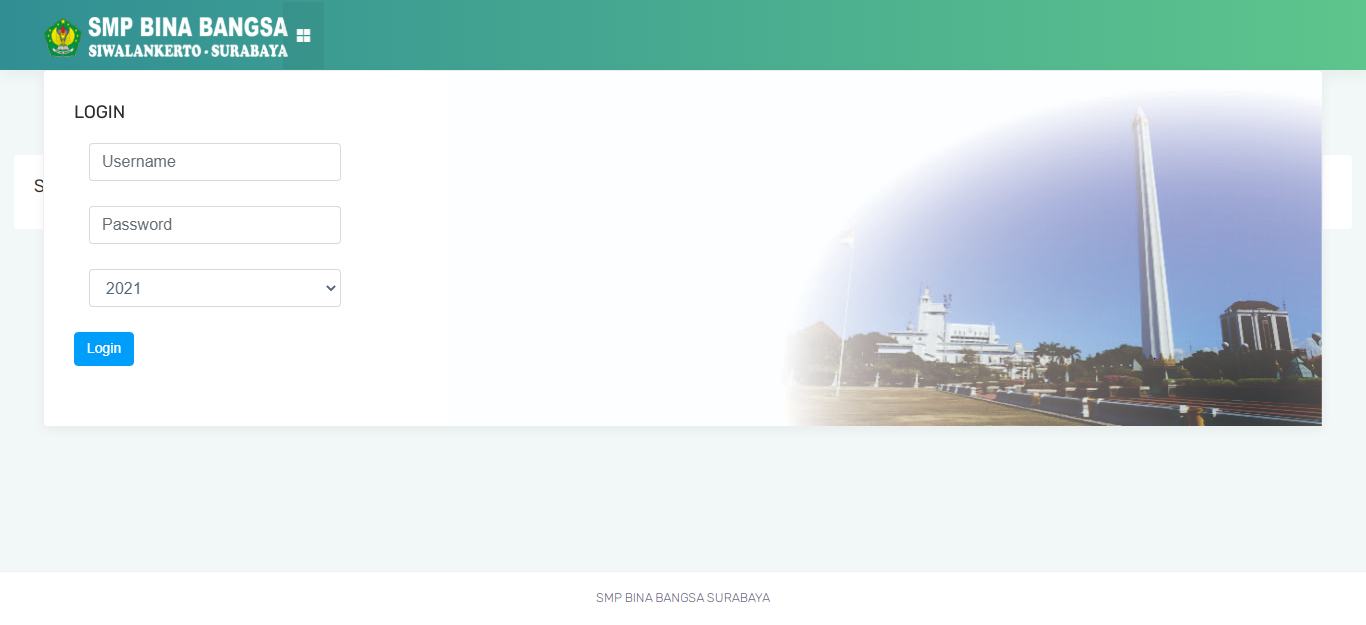 SMP BINA BANGSA
SIWALANKERTO - SURABAYA
LOGIN
Username
S
Password
2021
Login
SMP BINA BANGSA SURABAYA